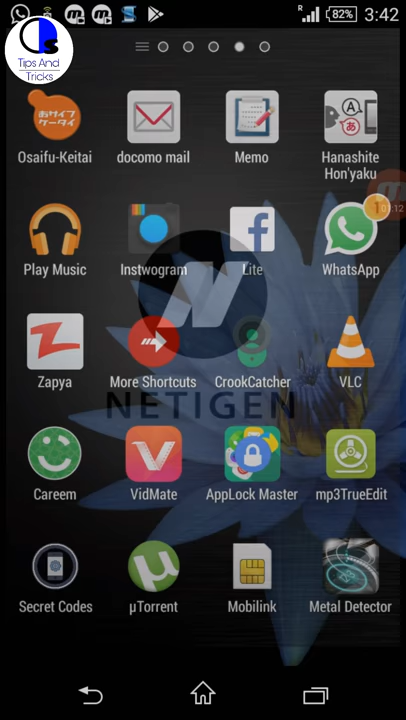 R
82%
3:42
Tips And
Tricks
おサイフ
ケータイ
A
あ
Osaifu-Keitai
docomo mail
Memo
Hanashite
Hon'yaku
Play Music
Instwogram
Lite
WhatsApp
Zapya
More Shortcuts
CrookCatcher
VLC
NETIGEN
Careem
VidMate
AppLock Master
mp3TrueEdit
Secret Codes
µTorrent
Mobilink
Metal Detector